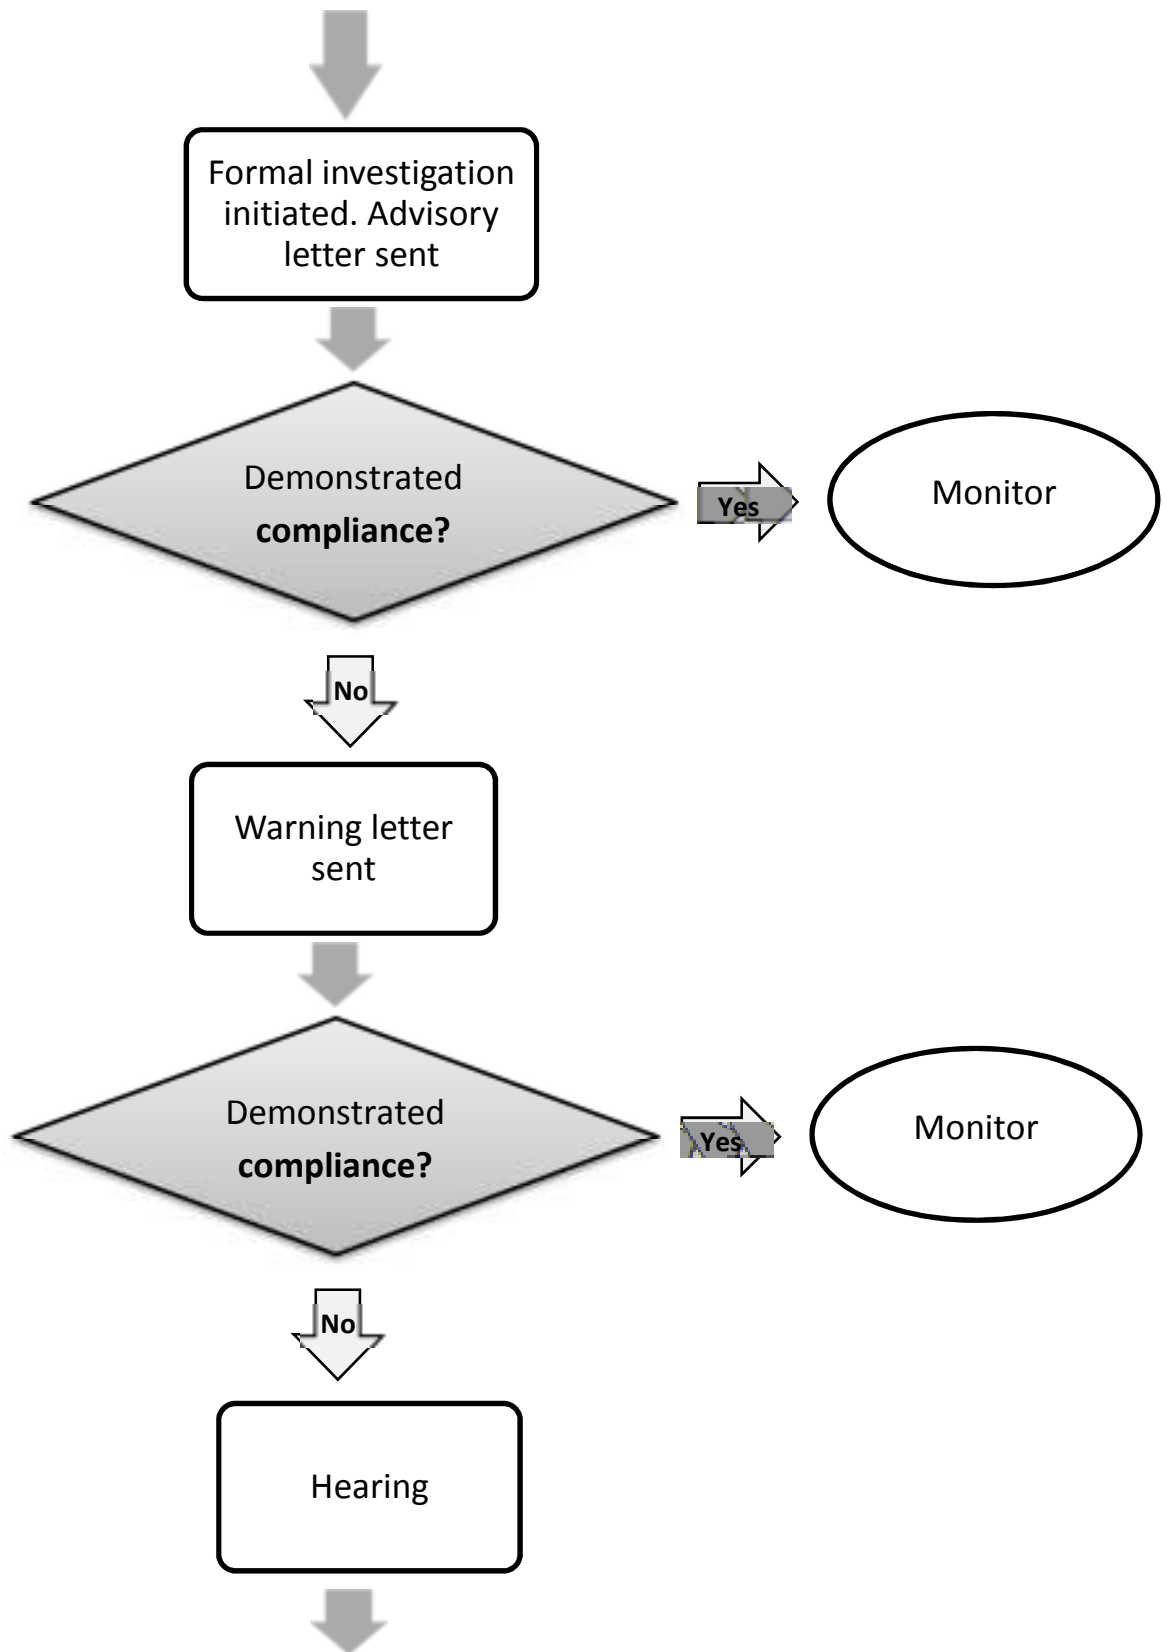 Formal investigation
initiated. Advisory
letter sent
Demonstrated
compliance?
Yes
Monitor
No
Warning letter
sent
Demonstrated
compliance?
Yes
Monitor
No
Hearing